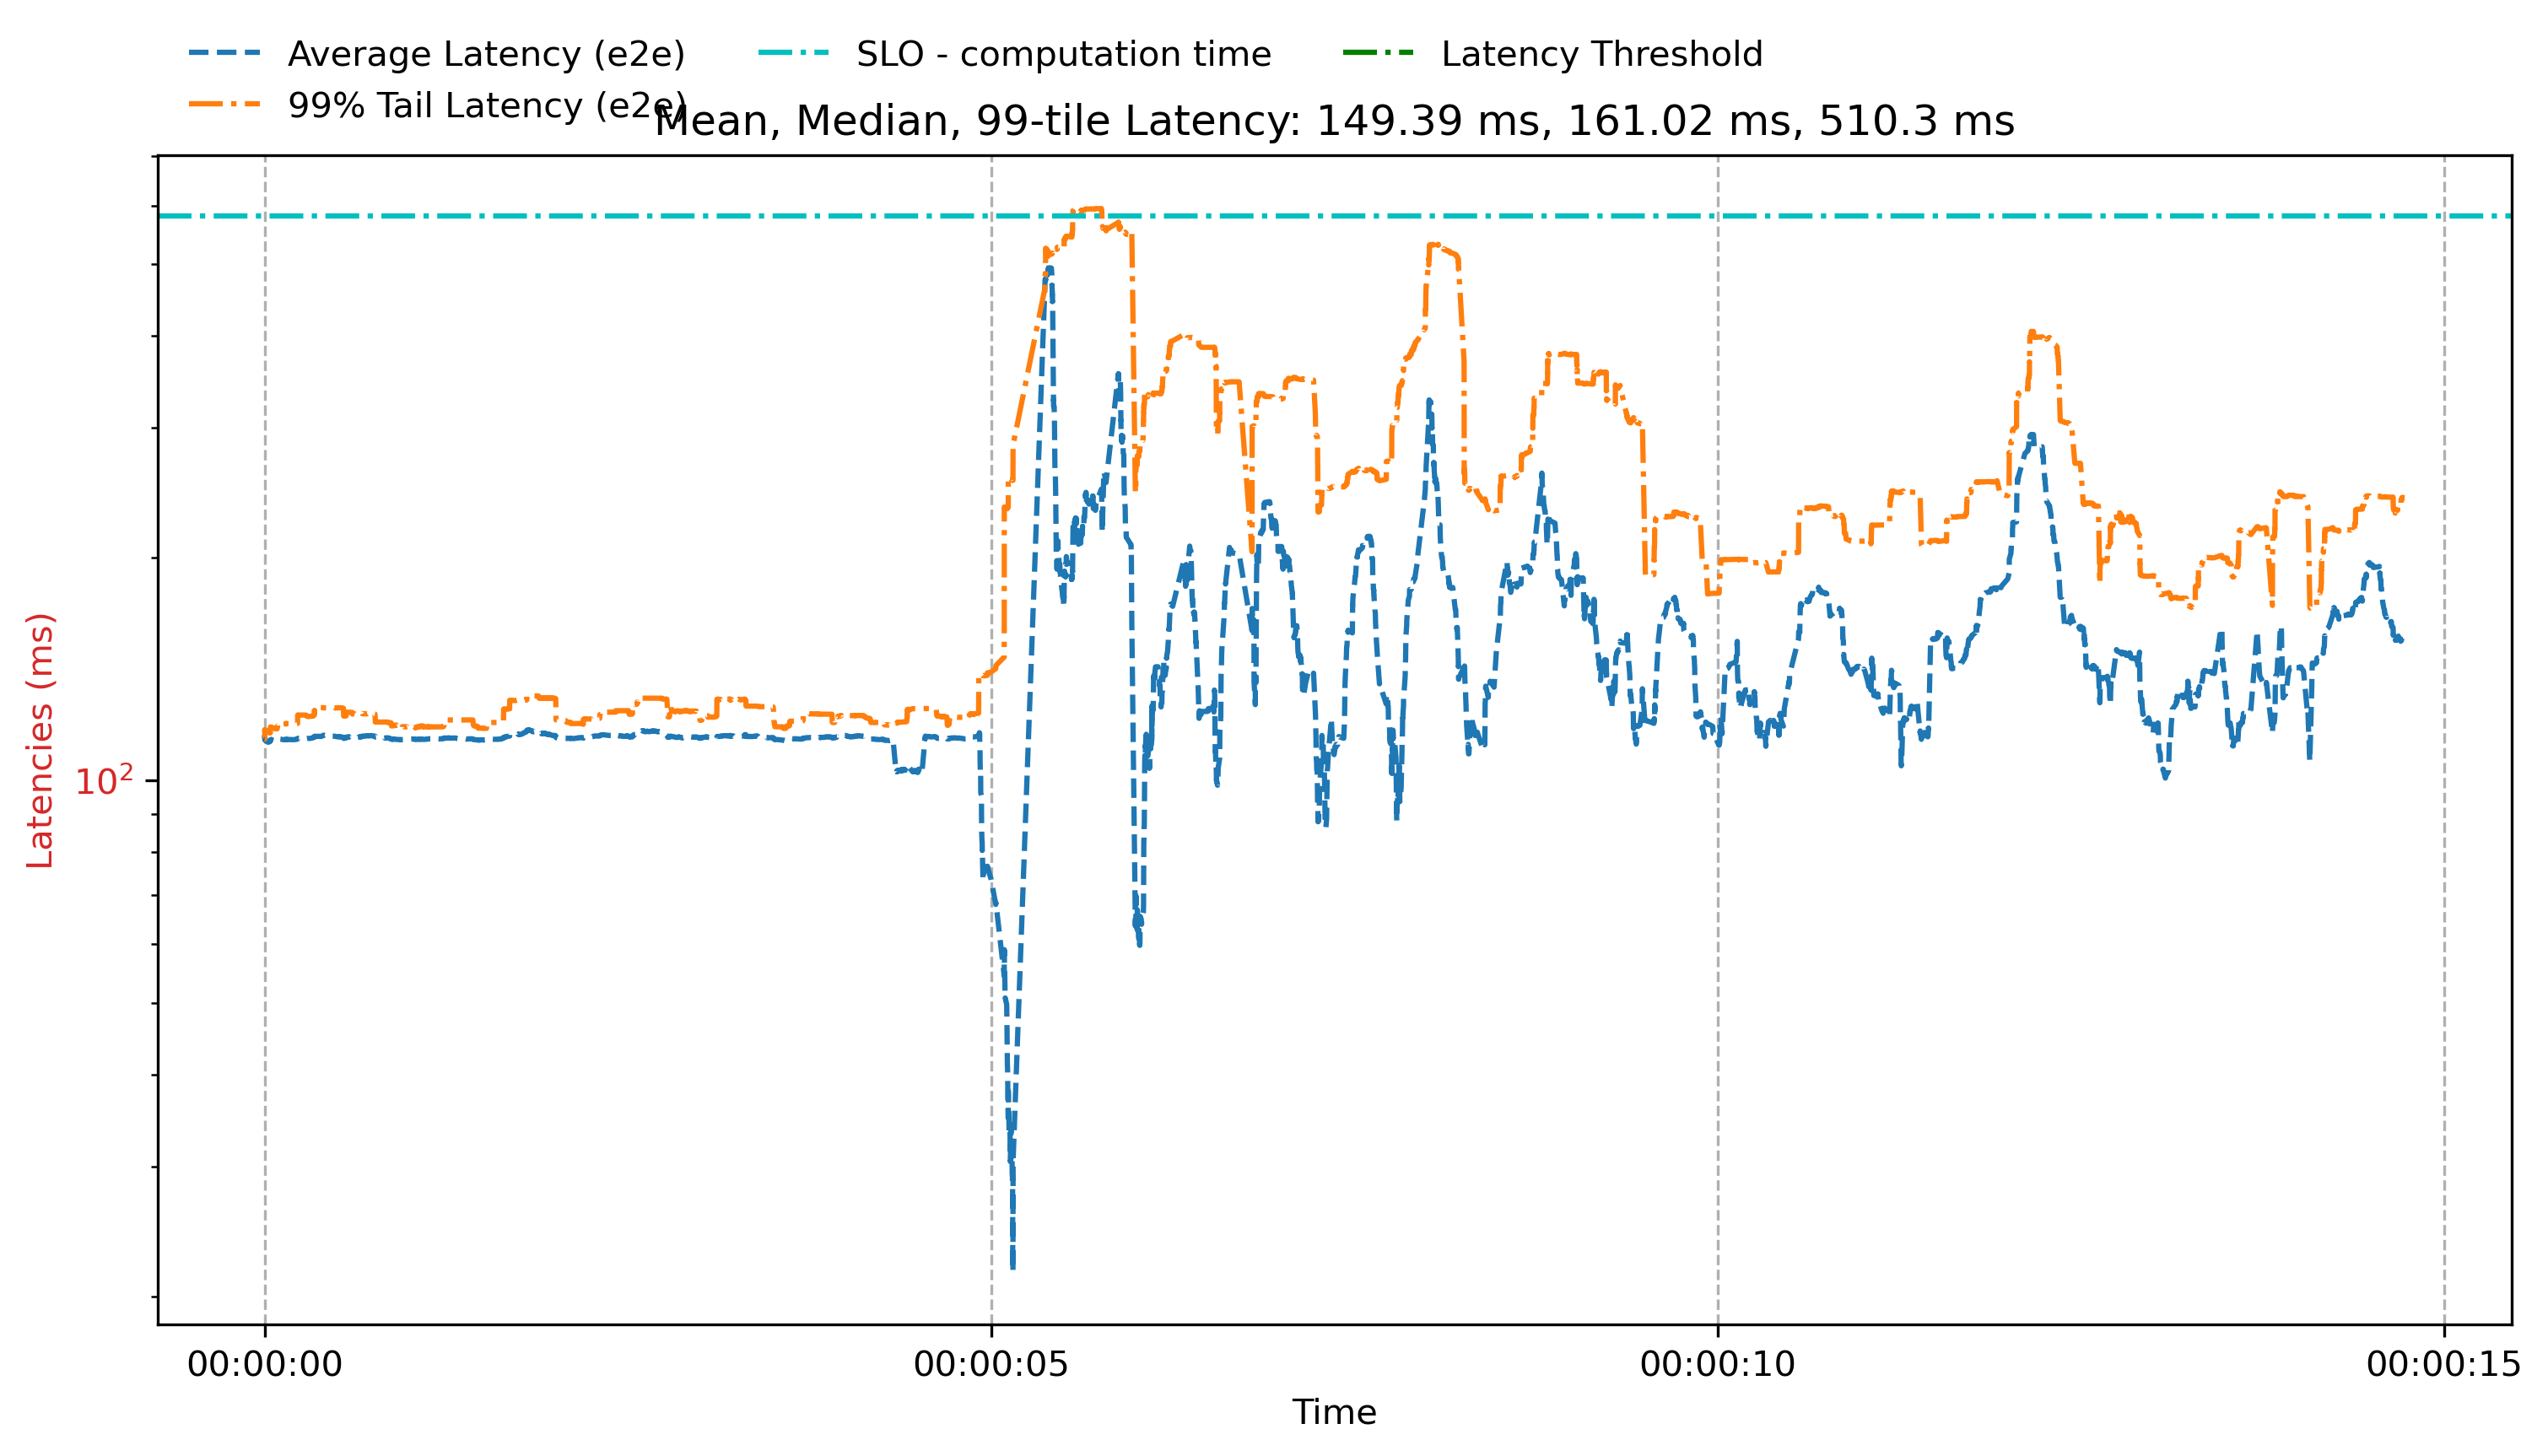 Average Latency (e2e)
99% Tail Latency (e2e)
SLO - computation time
Latency Threshold
Mean, Median, 99-tile Latency: 149.39 ms, 161.02 ms, 510.3 ms
Latencies (ms)
10²
00:00:00
00:00:05
00:00:10
00:00:15
Time